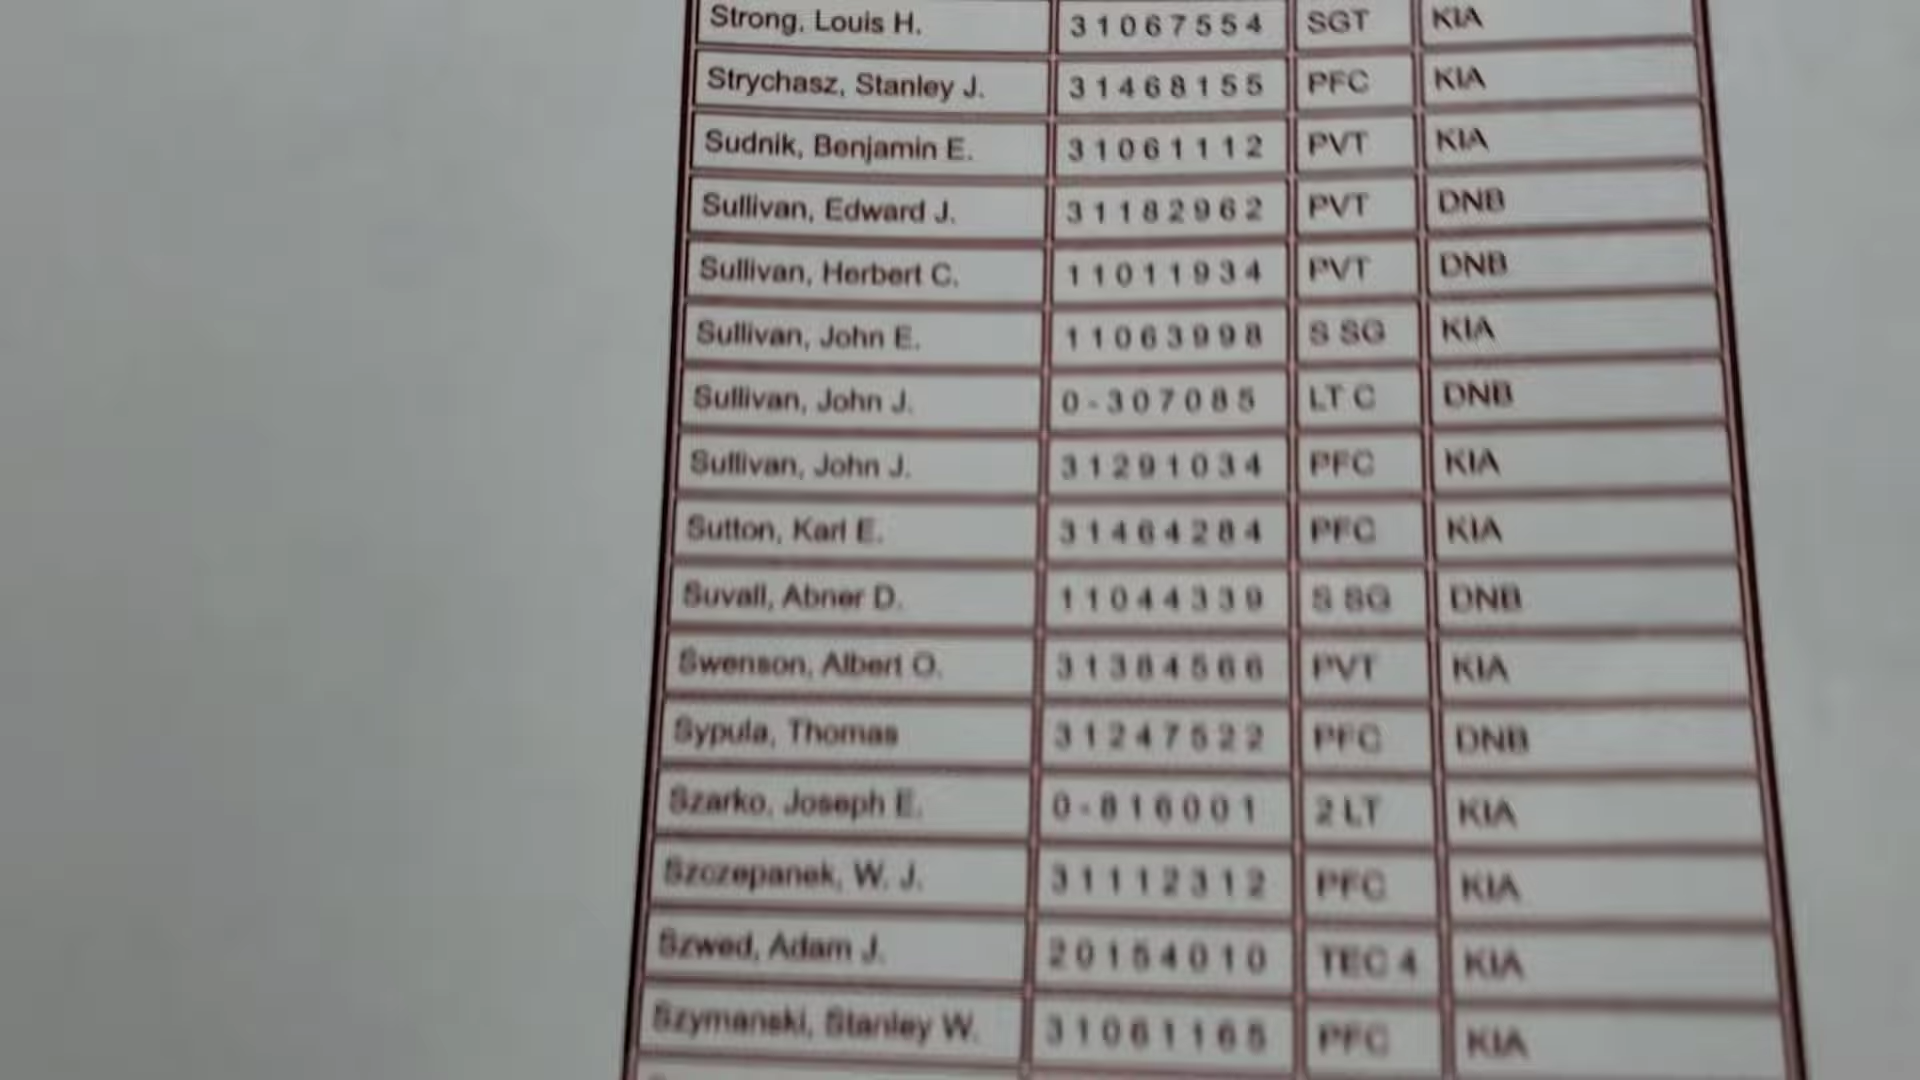 Strong, Louis H. 31067554 SGT KIA
Strychasz, Stanley J. 31468155 PFC KIA
Sudnik, Benjamin E. 31061112 PVT KIA
Sullivan, Edward J. 31182962 PVT DNB
Sullivan, Herbert C. 11011934 PVT DNB
Sullivan, John E. 11063998 S SG KIA
Sullivan, John J. 0-307085 LT C DNB
Sullivan, John J. 31291034 PFC KIA
Sutton, Karl E. 31464284 PFC KIA
Suvall, Abner D. 11044339 S SG DNB
Swenson, Albert O. 31384566 PVT KIA
Sypula, Thomas 31247522 PFC DNB
Szarko, Joseph E. 0-816001 2 LT KIA
Szczepanek, W. J. 31112312 PFC KIA
Szwed, Adam J. 20154010 TEC 4 KIA
Szymanski, Stanley W. 31061165 PFC KIA